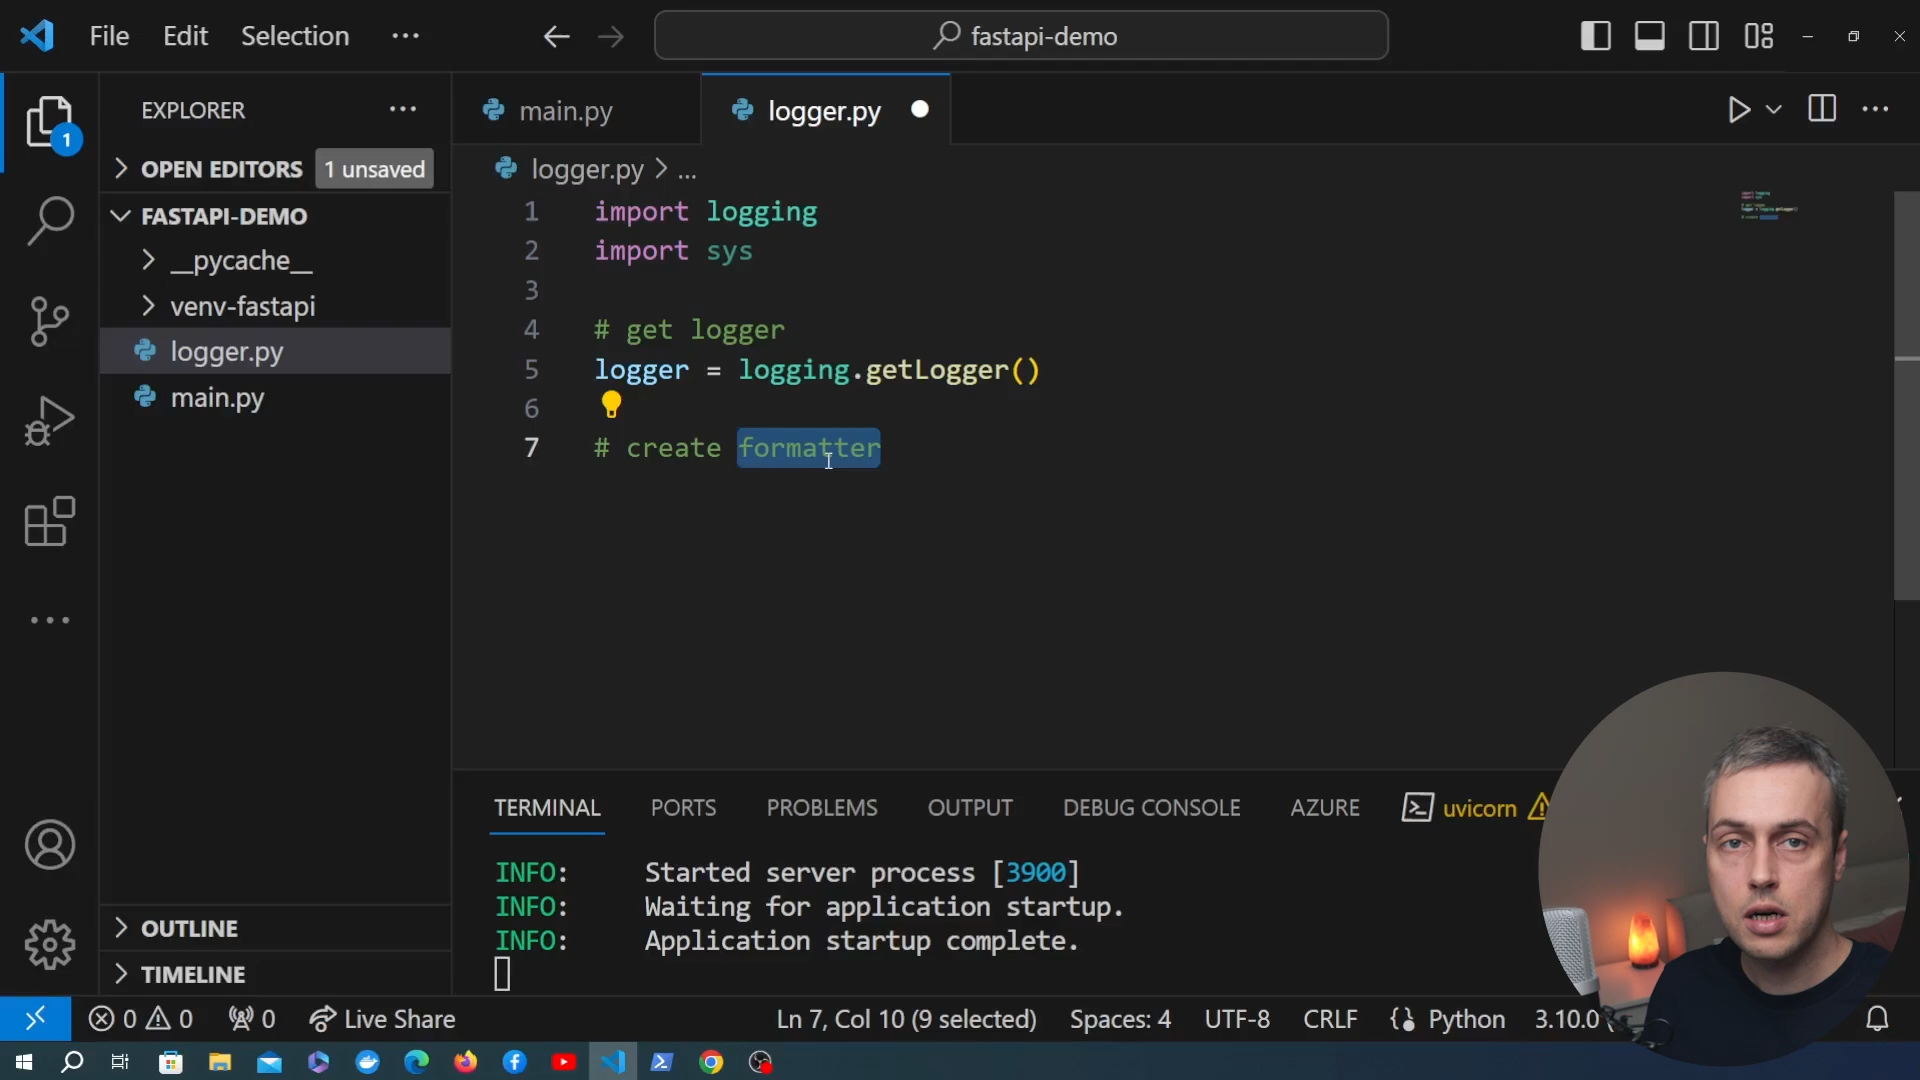 File Edit Selection ···
fastapi-demo
EXPLORER ···
1
OPEN EDITORS 1 unsaved
FASTAPI-DEMO
__pycache__
venv-fastapi
logger.py
main.py
OUTLINE
TIMELINE
main.py logger.py
logger.py > ...
1 import logging
2 import sys
3
4 # get logger
5 logger = logging.getLogger()
6
7 # create formatter
TERMINAL PORTS PROBLEMS OUTPUT DEBUG CONSOLE AZURE uvicorn
INFO: Started server process [3900]
INFO: Waiting for application startup.
INFO: Application startup complete.
0 0 0 Live Share Ln 7, Col 10 (9 selected) Spaces: 4 UTF-8 CRLF Python 3.10.0